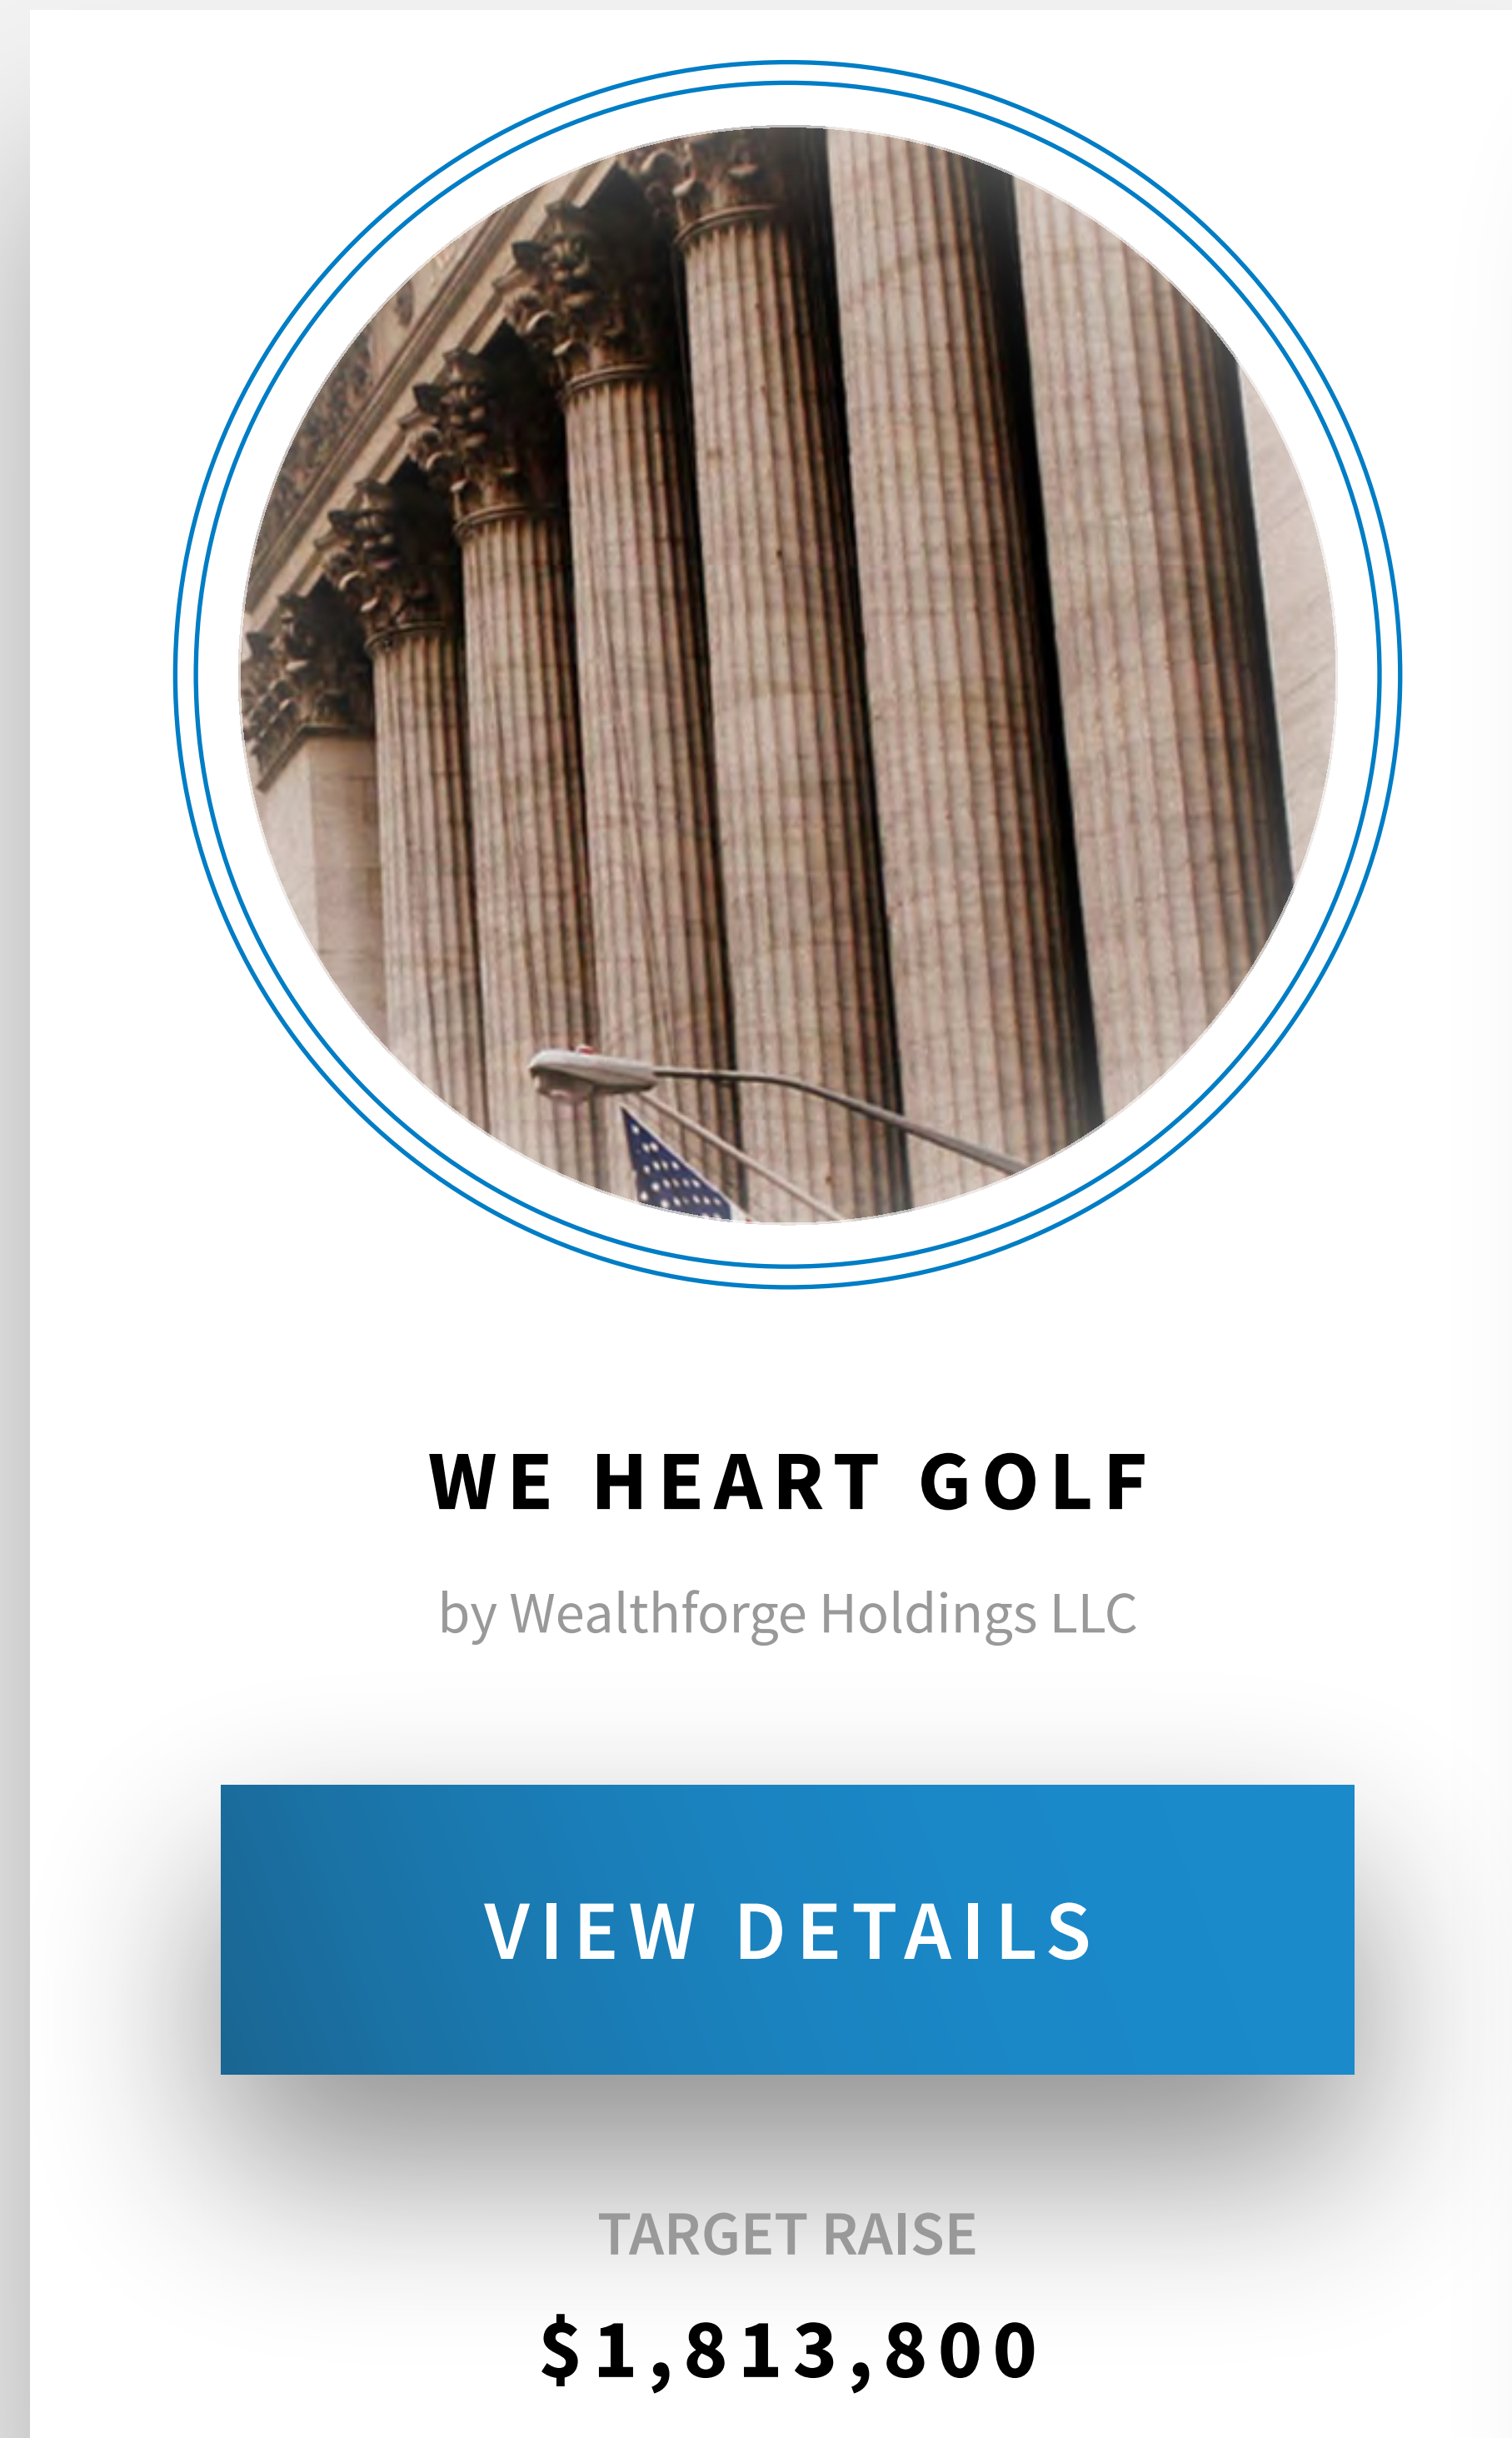 WE HEART GOLF
by Wealthforge Holdings LLC
VIEW DETAILS
TARGET RAISE
$1,813,800